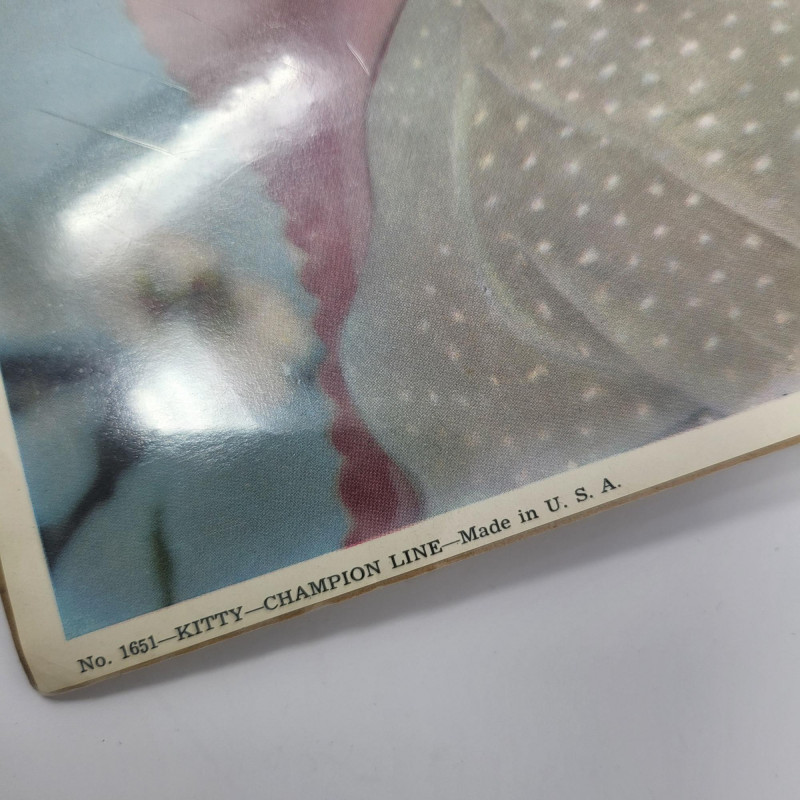 No. 1651—KITTY—CHAMPION LINE—Made in U. S. A.